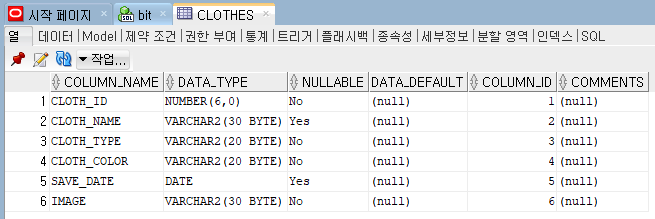 시작 페이지 bit CLOTHES
열 데이터 | Model | 제약 조건 | 권한 부여 | 통계 | 트리거 | 플래시백 | 종속성 | 세부정보 | 분할 영역 | 인덱스 | SQL
작업...
COLUMN_NAME DATA_TYPE NULLABLE DATA_DEFAULT COLUMN_ID COMMENTS
1 CLOTH_ID NUMBER(6,0) No (null) 1 (null)
2 CLOTH_NAME VARCHAR2(30 BYTE) Yes (null) 2 (null)
3 CLOTH_TYPE VARCHAR2(20 BYTE) No (null) 3 (null)
4 CLOTH_COLOR VARCHAR2(20 BYTE) No (null) 4 (null)
5 SAVE_DATE DATE Yes (null) 5 (null)
6 IMAGE VARCHAR2(30 BYTE) No (null) 6 (null)